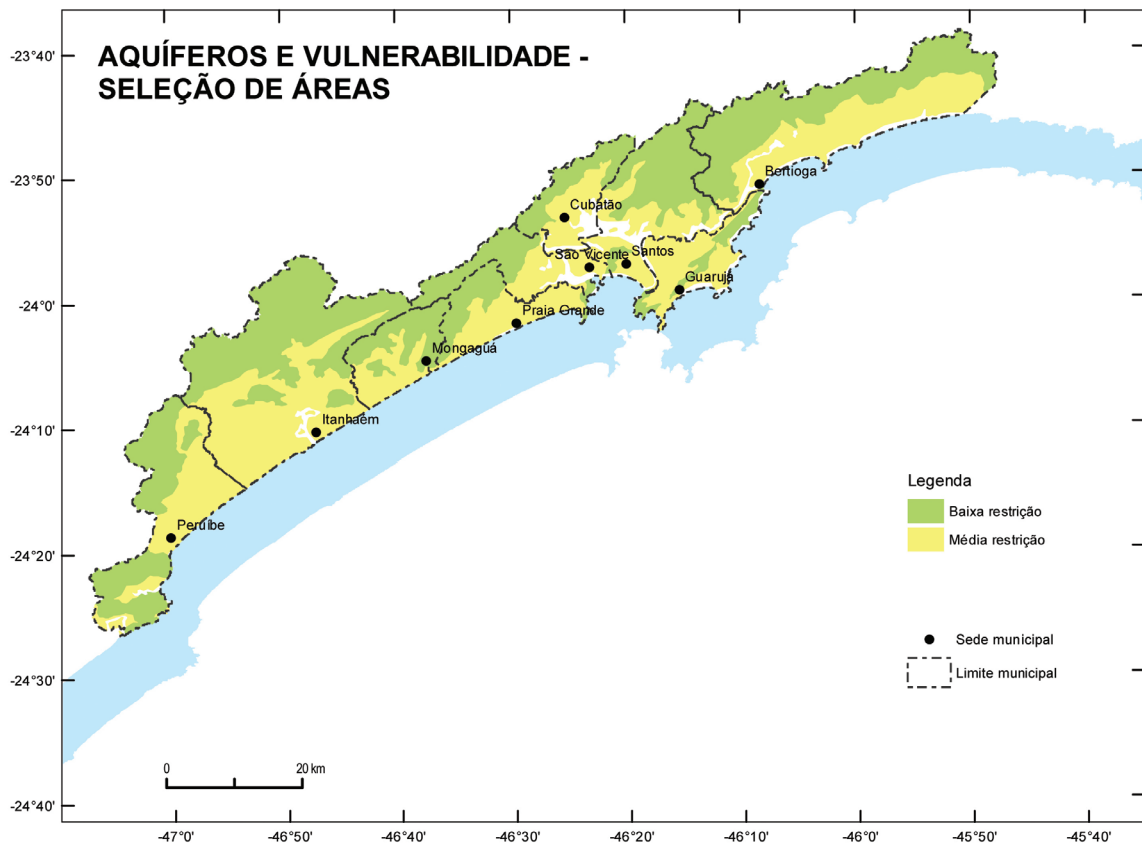 AQUÍFEROS E VULNERABILIDADE -
SELEÇÃO DE ÁREAS
-23°40'
-23°50'
-24°0'
-24°10'
-24°20'
-24°30'
-24°40'
Bertioga
Cubatão
São Vicente
Santos
Guarujá
Praia Grande
Mongaguá
Itanhaém
Peruíbe
Legenda
Baixa restrição
Média restrição
Sede municipal
Limite municipal
0
20 km
-47°0'
-46°50'
-46°40'
-46°30'
-46°20'
-46°10'
-46°0'
-45°50'
-45°40'